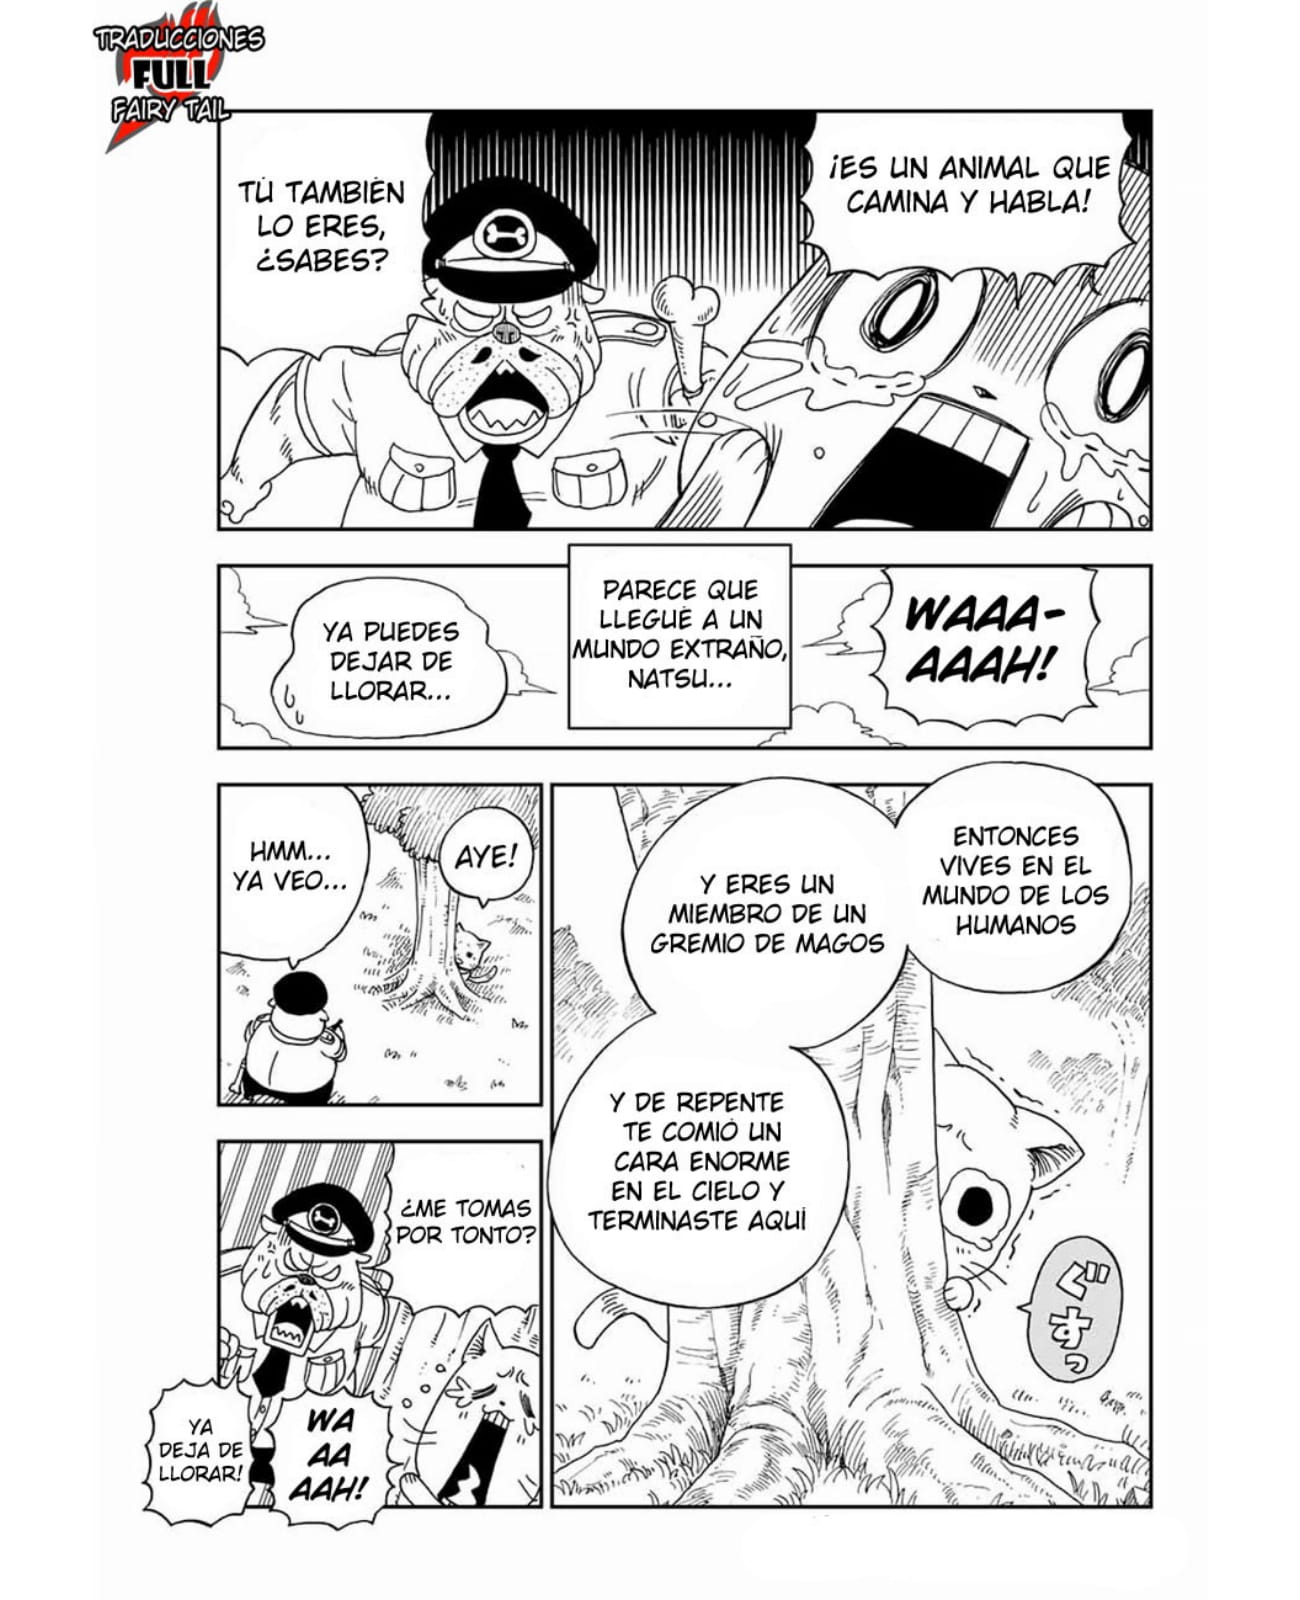 TRADUCCIONES
FULL
FAIRY TAIL
¡ES UN ANIMAL QUE
CAMINA Y HABLA!
TÚ TAMBIÉN
LO ERES,
¿SABES?
WAAA-
AAAH!
PARECE QUE
LLEGUÉ A UN
MUNDO EXTRAÑO,
NATSU...
YA PUEDES
DEJAR DE
LLORAR...
ENTONCES
VIVES EN EL
MUNDO DE LOS
HUMANOS
Y ERES UN
MIEMBRO DE UN
GREMIO DE MAGOS
Y DE REPENTE
TE COMIÓ UN
CARA ENORME
EN EL CIELO Y
TERMINASTE AQUÍ
ぐすっ
AYE!
HMM...
YA VEO...
¿ME TOMAS
POR TONTO?
WA
AA
AAH!
YA
DEJA DE
LLORAR!